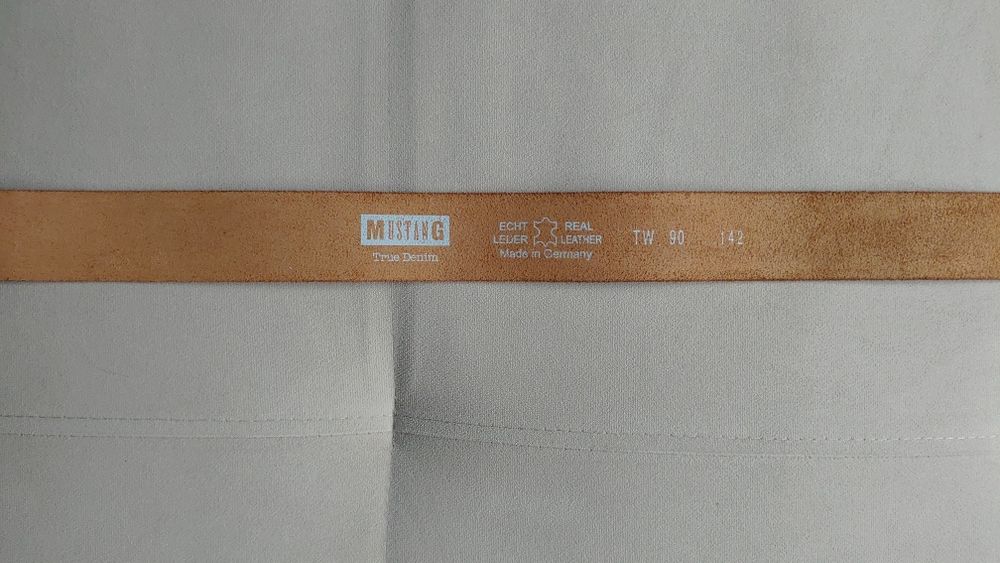 MUSTANG
True Denim
ECHT REAL
LEDER LEATHER
Made in Germany
TW 90 142